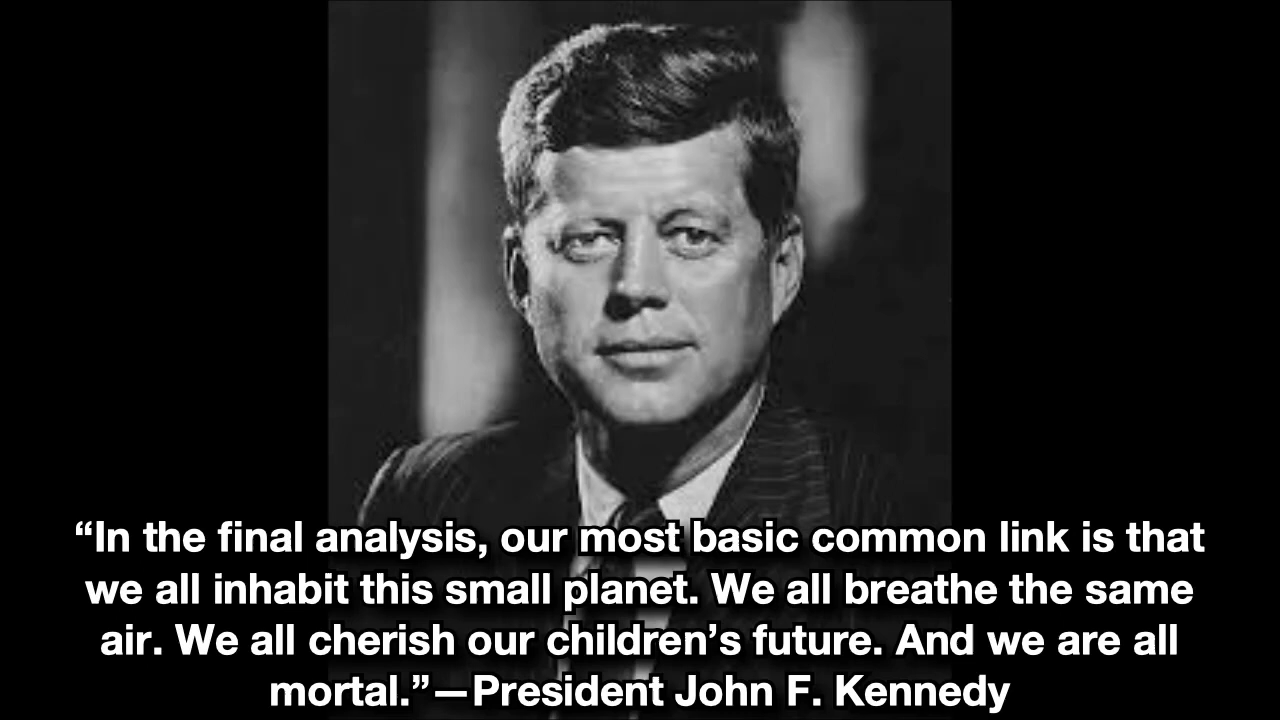 “In the final analysis, our most basic common link is that
we all inhabit this small planet. We all breathe the same
air. We all cherish our children’s future. And we are all
mortal.”—President John F. Kennedy